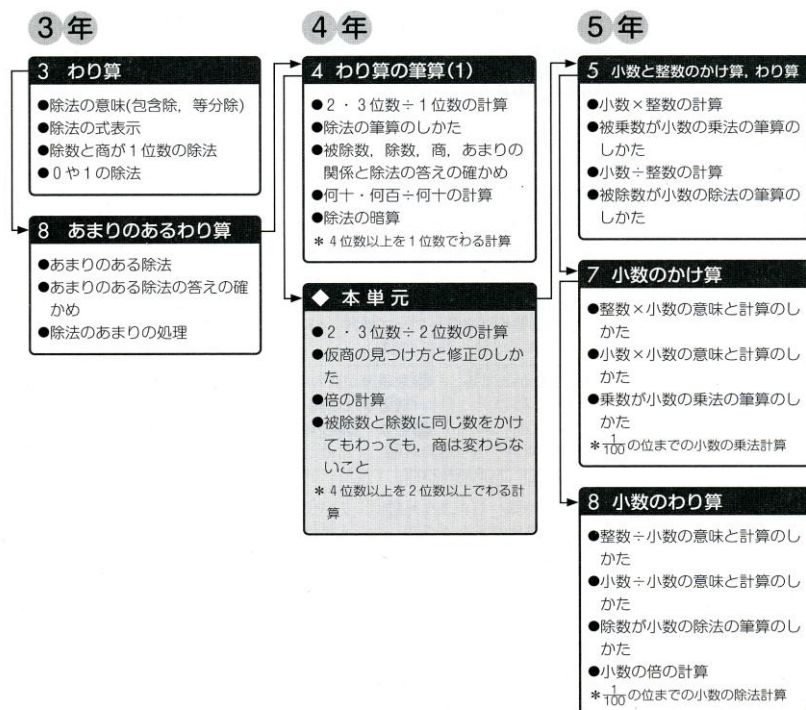 3 年
3 わり算
●除法の意味(包含除，等分除)
●除法の式表示
●除数と商が1位数の除法
●0や1の除法
8 あまりのあるわり算
●あまりのある除法
●あまりのある除法の答えの確
かめ
●除法のあまりの処理
4 年
4 わり算の筆算(1)
●2・3位数÷1位数の計算
●除法の筆算のしかた
●被除数，除数，商，あまりの
関係と除法の答えの確かめ
●何十・何百÷何十の計算
●除法の暗算
＊4位数以上を1位数でわる計算
◆ 本単元
●2・3位数÷2位数の計算
●仮商の見つけ方と修正のしか
た
●倍の計算
●被除数と除数に同じ数をかけ
てもわっても，商は変わらな
いこと
＊4位数以上を2位数以上でわる計
算
5 年
5 小数と整数のかけ算，わり算
●小数×整数の計算
●被乗数が小数の乗法の筆算の
しかた
●小数÷整数の計算
●被除数が小数の除法の筆算の
しかた
7 小数のかけ算
●整数×小数の意味と計算のし
かた
●小数×小数の意味と計算のし
かた
●乗数が小数の乗法の筆算のし
かた
＊1/100の位までの小数の乗法計算
8 小数のわり算
●整数÷小数の意味と計算のし
かた
●小数÷小数の意味と計算のし
かた
●除数が小数の除法の筆算のし
かた
●小数の倍の計算
＊1/100の位までの小数の除法計算